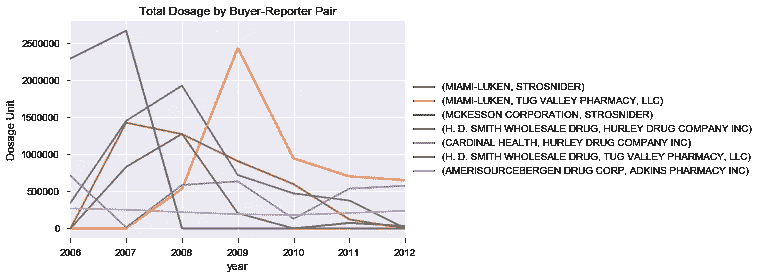 Total Dosage by Buyer-Reporter Pair
2500000
2000000
1500000
1000000
500000
0
Dosage Unit
2006 2007 2008 2009 2010 2011 2012
year
(MIAMI-LUKEN, STROSNIDER)
(MIAMI-LUKEN, TUG VALLEY PHARMACY, LLC)
(MCKESSON CORPORATION, STROSNIDER)
(H. D. SMITH WHOLESALE DRUG, HURLEY DRUG COMPANY INC)
(CARDINAL HEALTH, HURLEY DRUG COMPANY INC)
(H. D. SMITH WHOLESALE DRUG, TUG VALLEY PHARMACY, LLC)
(AMERISOURCEBERGEN DRUG CORP, ADKINS PHARMACY INC)